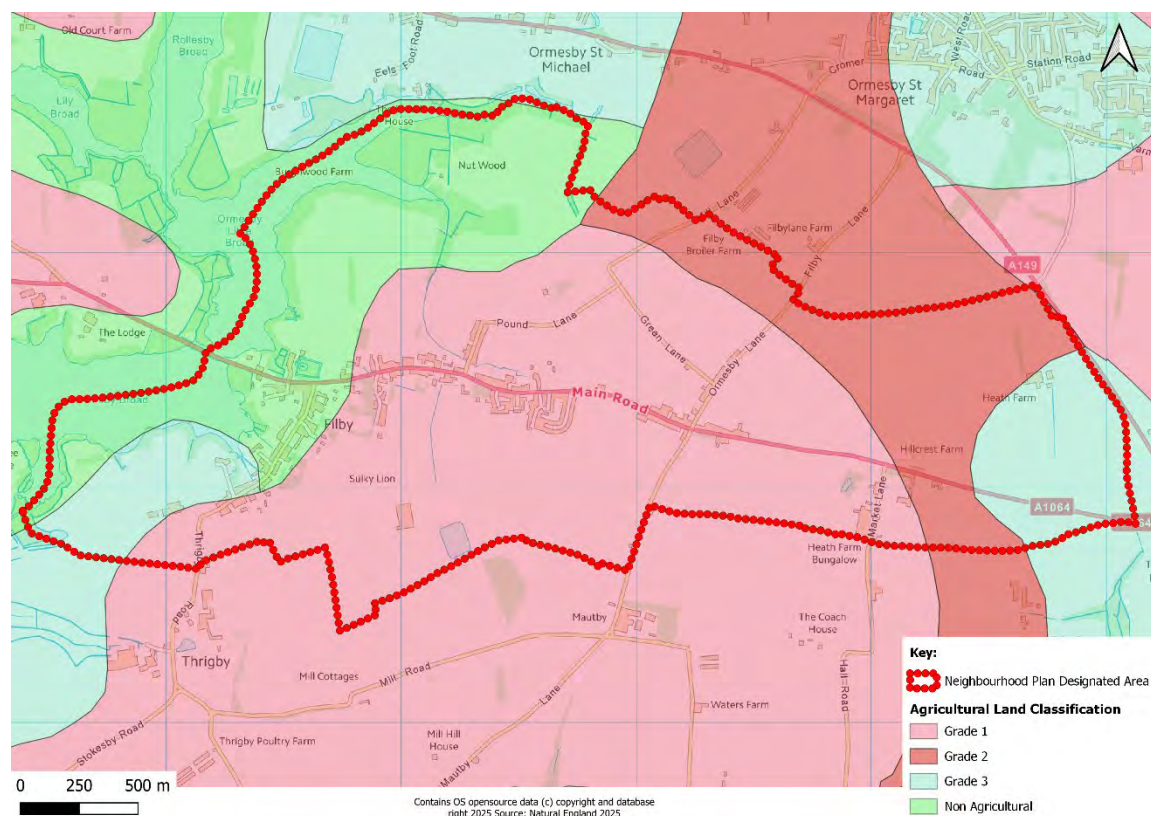 Old Court Farm
Rollesby
Broad
Eels Foot Road
Ormesby St
Michael
Cromer
Road
West Road
Station Road
Ormesby St
Margaret
Lily
Broad
House
Nut Wood
Burghwood Farm
Ormesby
Broad
Lane
Filby
Broiler Farm
Filbylane Farm
Filby Lane
A149
The Lodge
Pound Lane
Green Lane
Ormesby Lane
Main Road
Heath Farm
Broad
Filby
Hillcrest Farm
Sulky Lion
Market Lane
A1064
Thrigby
Road
Heath Farm
Bungalow
Mautby
The Coach
House
Thrigby
Mill Cottages
Mill Road
Hall Road
Waters Farm
Stokesby Road
Thrigby Poultry Farm
Mill Hill
House
Mautby
Lane
Key:
Neighbourhood Plan Designated Area
Agricultural Land Classification
Grade 1
Grade 2
Grade 3
Non Agricultural
0 250 500 m
Contains OS opensource data (c) copyright and database
right 2025 Source: Natural England 2025